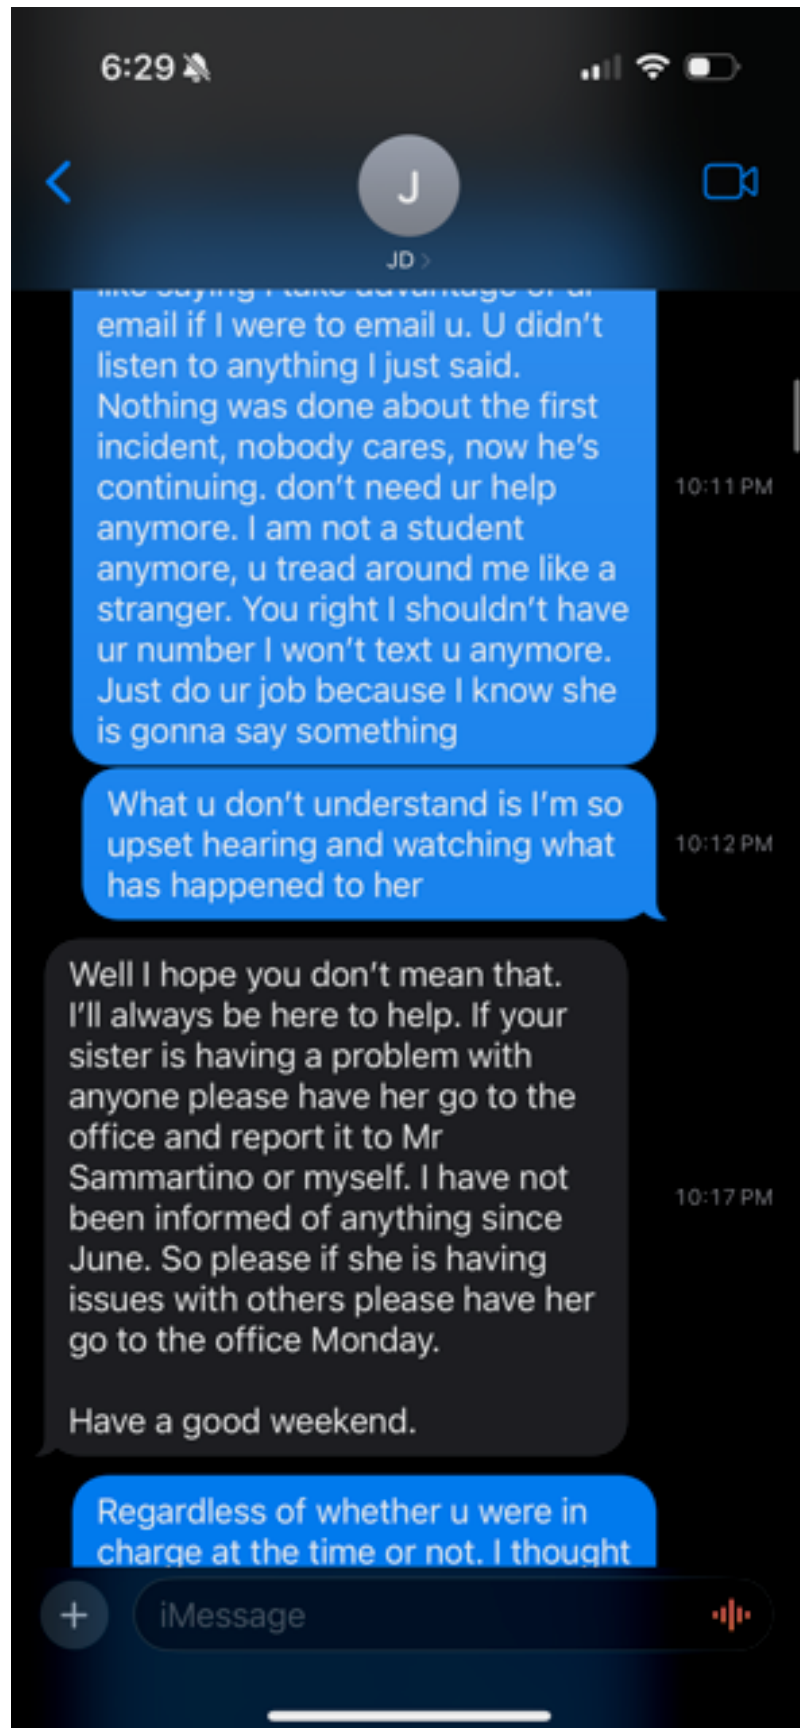 6:29
J
JD
like saying I take advantage of ur
email if I were to email u. U didn't
listen to anything I just said.
Nothing was done about the first
incident, nobody cares, now he's
continuing. don't need ur help
anymore. I am not a student
anymore, u tread around me like a
stranger. You right I shouldn't have
ur number I won't text u anymore.
Just do ur job because I know she
is gonna say something
10:11 PM
What u don't understand is I'm so
upset hearing and watching what
has happened to her
10:12 PM
Well I hope you don't mean that.
I'll always be here to help. If your
sister is having a problem with
anyone please have her go to the
office and report it to Mr
Sammartino or myself. I have not
been informed of anything since
June. So please if she is having
issues with others please have her
go to the office Monday.
Have a good weekend.
10:17 PM
Regardless of whether u were in
charge at the time or not. I thought
iMessage